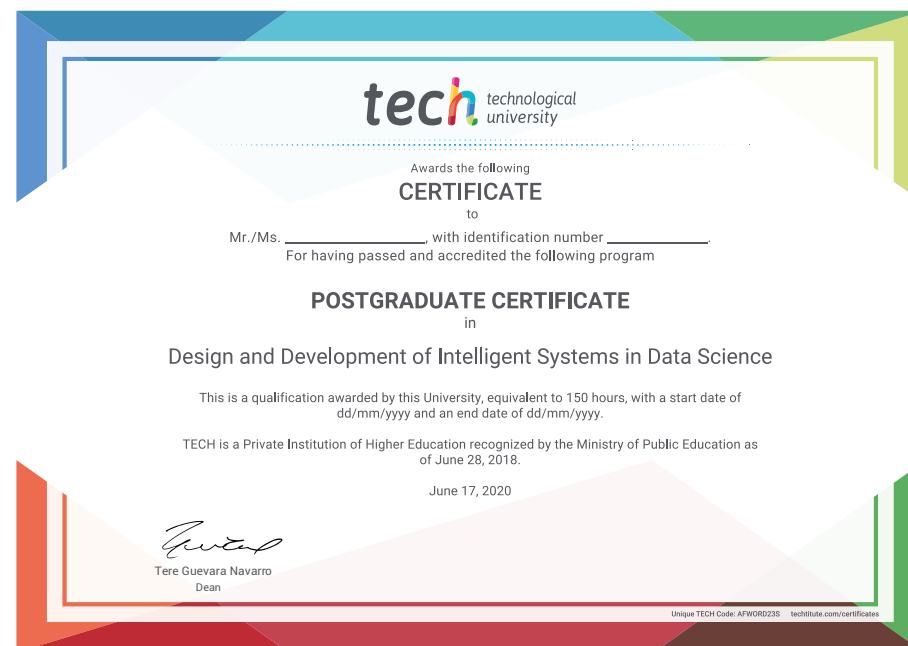 tech technological
university
Awards the following
CERTIFICATE
to
Mr./Ms. ____________________, with identification number ______________.
For having passed and accredited the following program
POSTGRADUATE CERTIFICATE
in
Design and Development of Intelligent Systems in Data Science
This is a qualification awarded by this University, equivalent to 150 hours, with a start date of
dd/mm/yyyy and an end date of dd/mm/yyyy.
TECH is a Private Institution of Higher Education recognized by the Ministry of Public Education as
of June 28, 2018.
June 17, 2020
Tere Guevara Navarro
Dean
Unique TECH Code: AFWORD23S techtitute.com/certificates